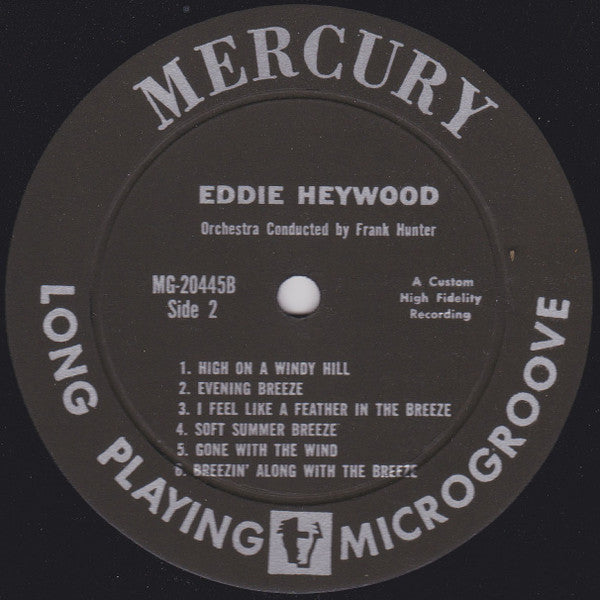 MERCURY
EDDIE HEYWOOD
Orchestra Conducted by Frank Hunter
MG-20445B
Side 2
A Custom
High Fidelity
Recording
1. HIGH ON A WINDY HILL
2. EVENING BREEZE
3. I FEEL LIKE A FEATHER IN THE BREEZE
4. SOFT SUMMER BREEZE
5. GONE WITH THE WIND
6. BREEZIN' ALONG WITH THE BREEZE
LONG PLAYING MICROGROOVE